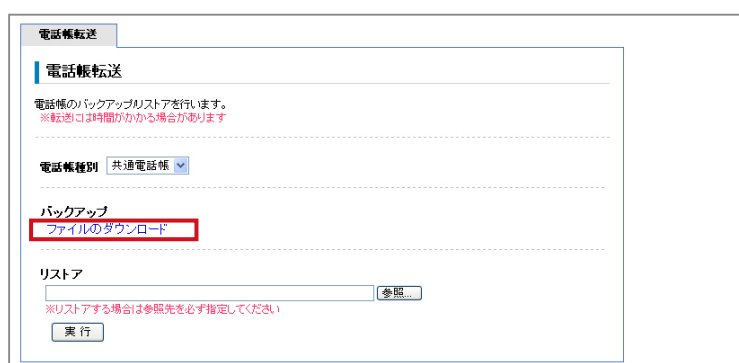 電話帳転送
電話帳転送
電話帳のバックアップ/リストアを行います。
※転送には時間がかかる場合があります
電話帳種別 共通電話帳
バックアップ
ファイルのダウンロード
リストア
参照...
※リストアする場合は参照先を必ず指定してください
実行